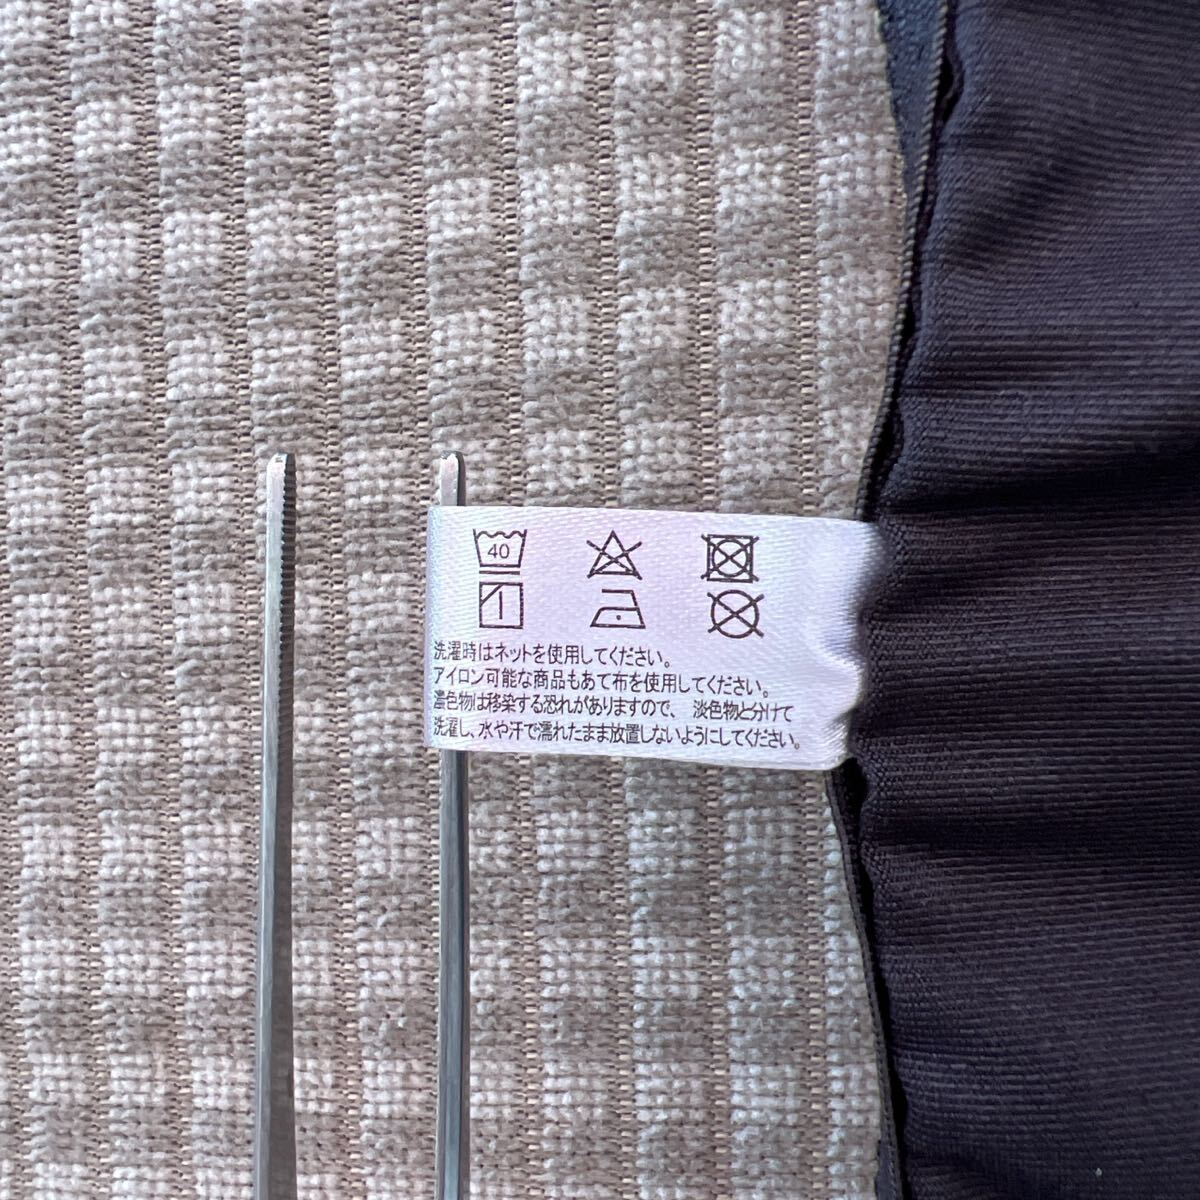 40
洗濯時はネットを使用してください。
アイロン可能な商品もあて布を使用してください。
濃色物は移染する恐れがありますので、 淡色物と分けて
洗濯し、水や汗で濡れたまま放置しないようにしてください。